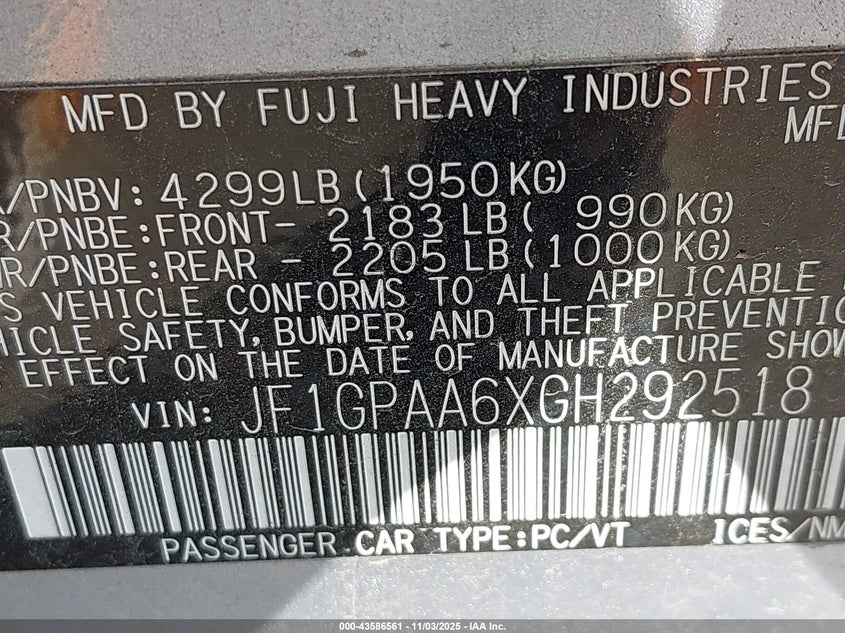 MFD BY FUJI HEAVY INDUSTRIES
MFD
/PNBV: 4299LB (1950KG)
R/PNBE:FRONT- 2183 LB ( 990KG)
R/PNBE:REAR - 2205 LB (1000KG)
S VEHICLE CONFORMS TO ALL APPLICABLE
HICLE SAFETY, BUMPER, AND THEFT PREVENTIO
EFFECT ON THE DATE OF MANUFACTURE SHOW
VIN: JF1GPAA6XGH292518
PASSENGER CAR TYPE:PC/VT ICES/NM
000-43586561 - 11/03/2025 - IAA Inc.